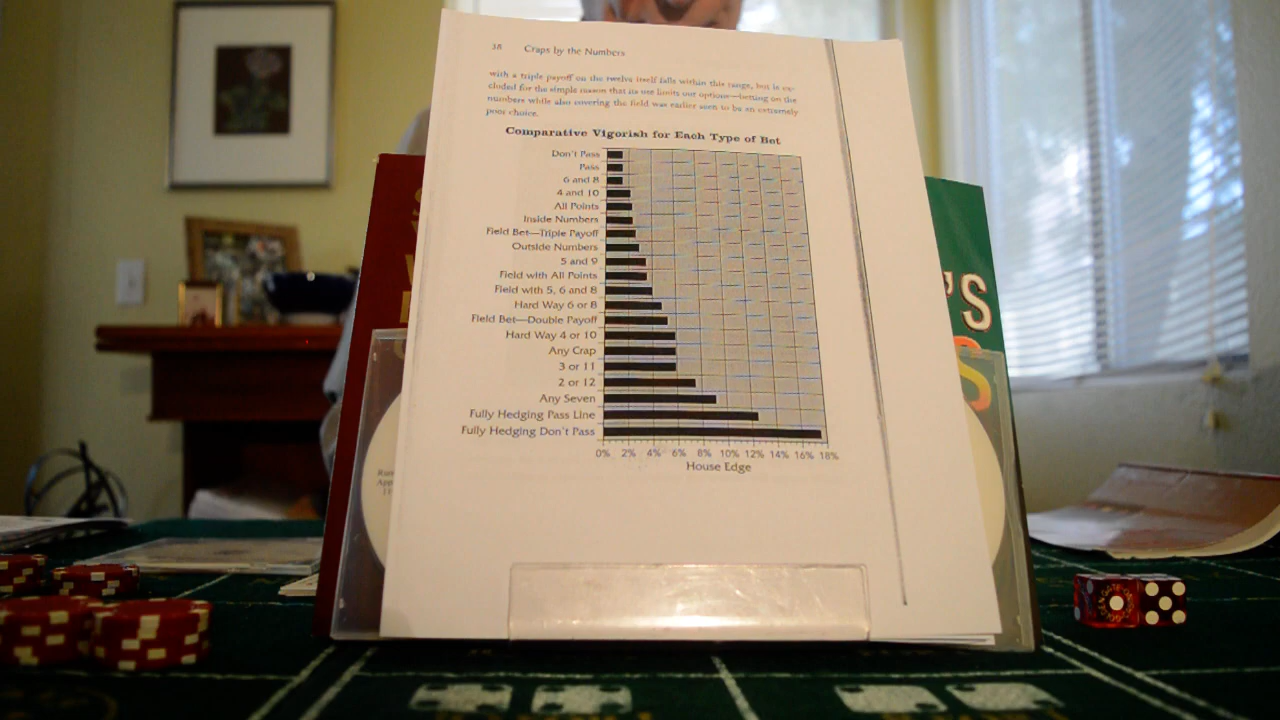 38 Craps by the Numbers
with a triple payoff on the twelve itself falls within this range, but is ex-
cluded for the simple reason that its use limits our options—betting on the
numbers while also covering the field was earlier seen to be an extremely
poor choice.
Comparative Vigorish for Each Type of Bet
Don't Pass
Pass
6 and 8
4 and 10
All Points
Inside Numbers
Field Bet—Triple Payoff
Outside Numbers
5 and 9
Field with All Points
Field with 5, 6 and 8
Hard Way 6 or 8
Field Bet—Double Payoff
Hard Way 4 or 10
Any Crap
3 or 11
2 or 12
Any Seven
Fully Hedging Pass Line
Fully Hedging Don't Pass
0% 2% 4% 6% 8% 10% 12% 14% 16% 18%
House Edge
'S
S